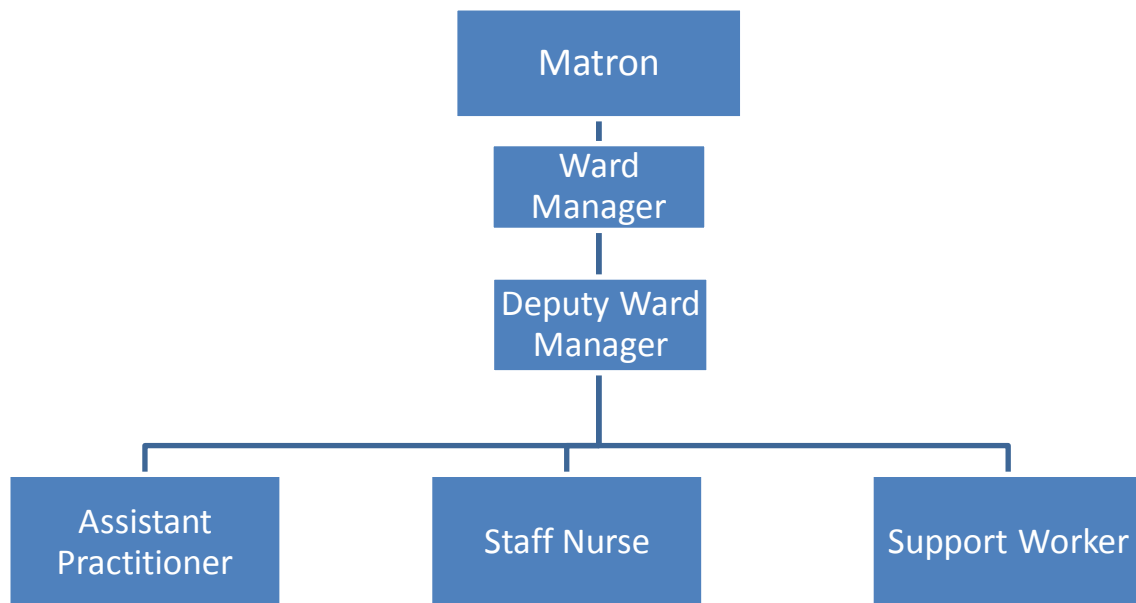 Matron
Ward
Manager
Deputy Ward
Manager
Assistant
Practitioner
Staff Nurse
Support Worker